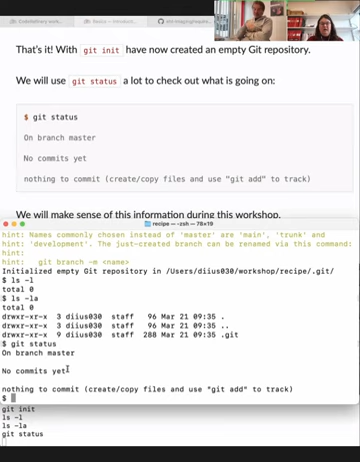 That's it! With git init have now created an empty Git repository.
We will use git status a lot to check out what is going on:
$ git status
On branch master
No commits yet
nothing to commit (create/copy files and use "git add" to track)
We will make sense of this information during this workshop.
recipe — -zsh — 78×19
hint: Names commonly chosen instead of 'master' are 'main', 'trunk' and
hint: 'development'. The just-created branch can be renamed via this command:
hint:
hint: git branch -m <name>
Initialized empty Git repository in /Users/diius030/workshop/recipe/.git/
$ ls -l
total 0
$ ls -la
total 0
drwxr-xr-x 3 diius030 staff 96 Mar 21 09:35 .
drwxr-xr-x 3 diius030 staff 96 Mar 21 09:35 ..
drwxr-xr-x 9 diius030 staff 288 Mar 21 09:35 .git
$ git status
On branch master
No commits yet
nothing to commit (create/copy files and use "git add" to track)
$
git init
ls -l
ls -la
git status